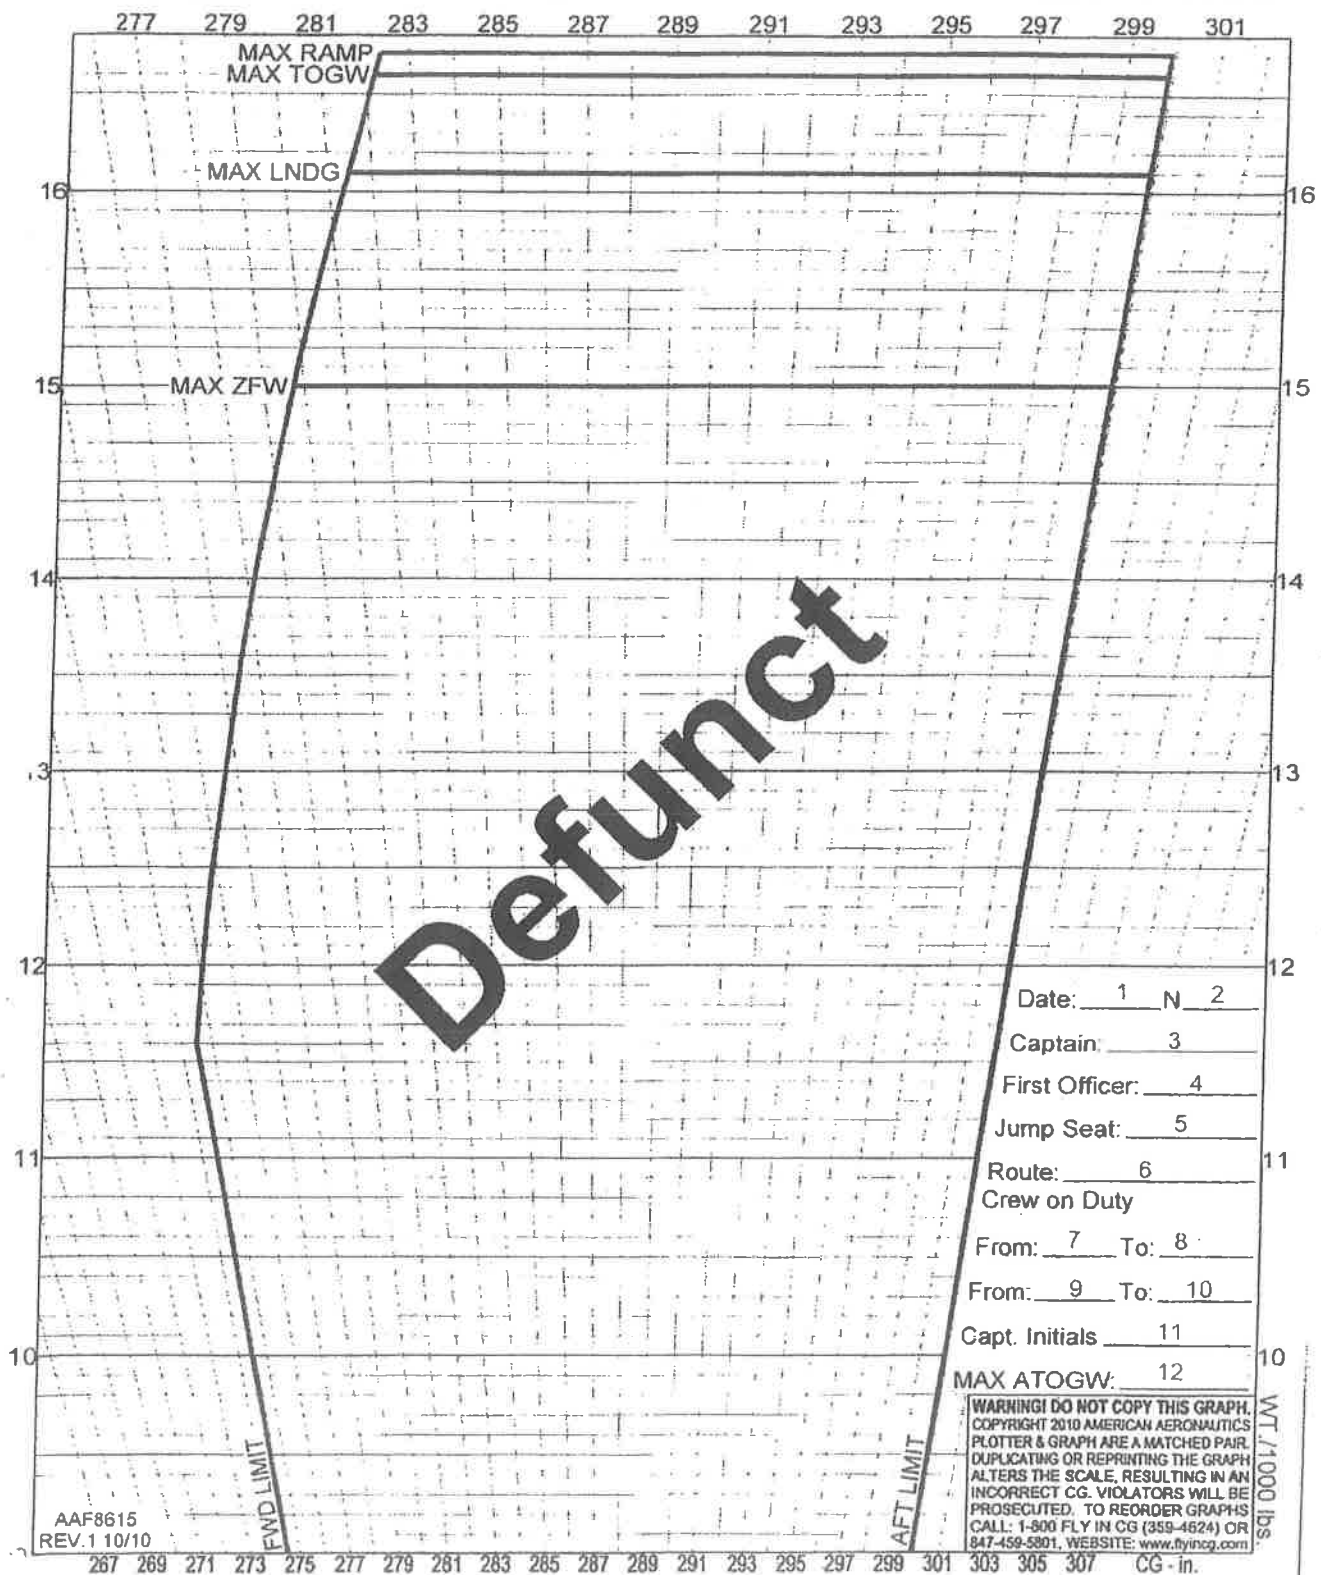 277 279 281 283 285 287 289 291 293 295 297 299 301
MAX RAMP
MAX TOGW
MAX LNDG
16 16
15 MAX ZFW 15
14 14
13 13
Defunct
12 12
Date: 1 N 2
Captain: 3
First Officer: 4
Jump Seat: 5
11 11
Route: 6
Crew on Duty
From: 7 To: 8
From: 9 To: 10
Capt. Initials 11
10 10
MAX ATOGW: 12
WARNING! DO NOT COPY THIS GRAPH.
COPYRIGHT 2010 AMERICAN AERONAUTICS
PLOTTER & GRAPH ARE A MATCHED PAIR.
DUPLICATING OR REPRINTING THE GRAPH
ALTERS THE SCALE, RESULTING IN AN
INCORRECT CG. VIOLATORS WILL BE
PROSECUTED. TO REORDER GRAPHS
CALL: 1-800 FLY IN CG (359-4624) OR
847-459-5801, WEBSITE: www.flyincg.com
WT./1000 lbs.
FWD LIMIT
AFT LIMIT
AAF8615
REV.1 10/10
267 269 271 273 275 277 279 281 283 285 287 289 291 293 295 297 299 301 303 305 307 CG - in.